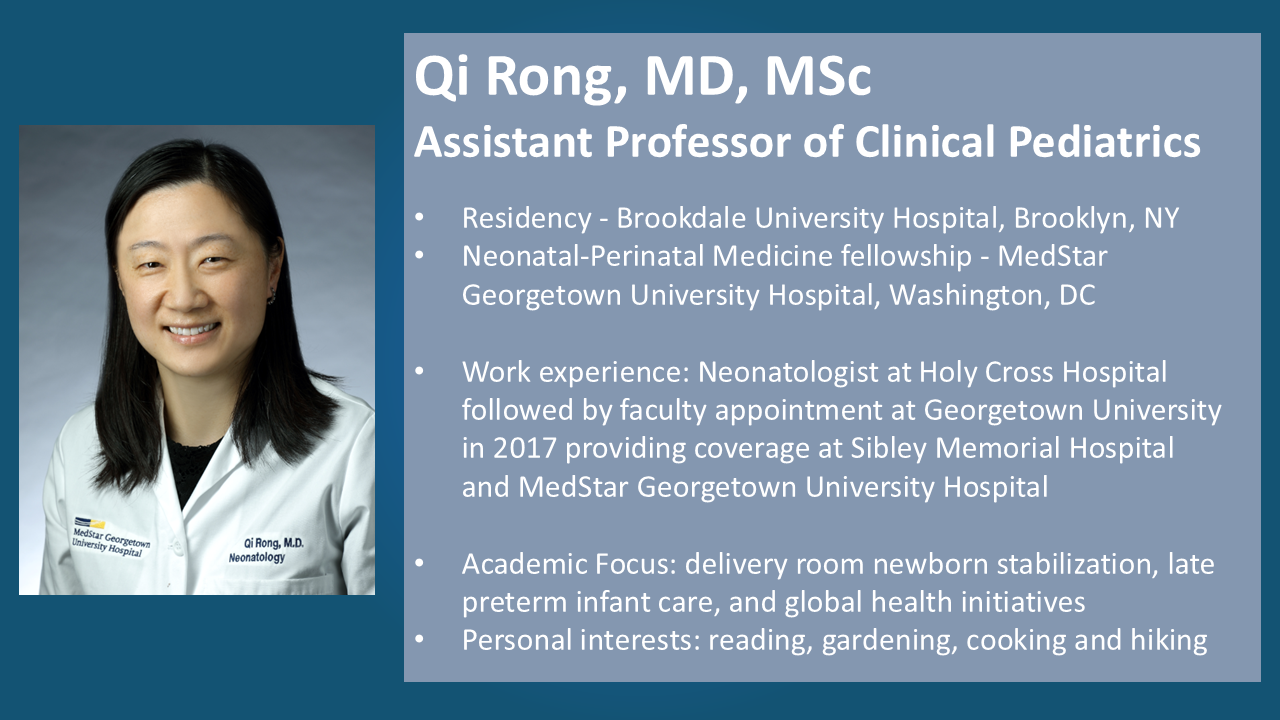 Qi Rong, MD, MSc
Assistant Professor of Clinical Pediatrics
• Residency - Brookdale University Hospital, Brooklyn, NY
• Neonatal-Perinatal Medicine fellowship - MedStar
Georgetown University Hospital, Washington, DC
• Work experience: Neonatologist at Holy Cross Hospital
followed by faculty appointment at Georgetown University
in 2017 providing coverage at Sibley Memorial Hospital
and MedStar Georgetown University Hospital
• Academic Focus: delivery room newborn stabilization, late
preterm infant care, and global health initiatives
• Personal interests: reading, gardening, cooking and hiking
MedStar Georgetown
University Hospital
Qi Rong, M.D.
Neonatology